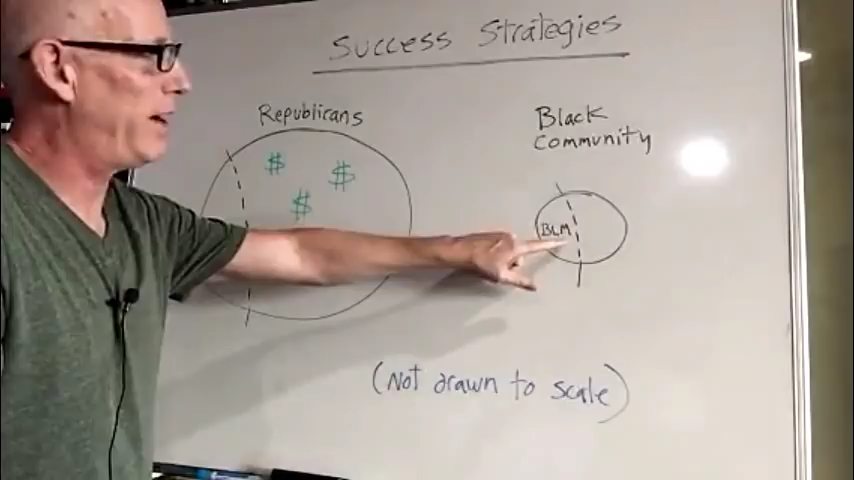 Success Strategies
Republicans
$ $
$
Black
Community
BLM
(Not drawn to scale)